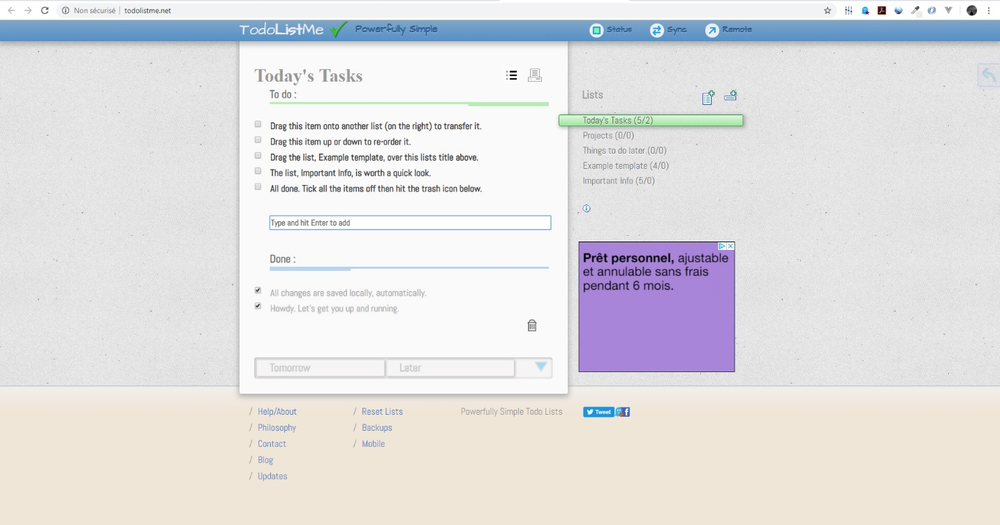 Non sécurisé
todolistme.net
TodoListMe
Powerfully Simple
Status
Sync
Remote
Today's Tasks
To do :
Drag this item onto another list (on the right) to transfer it.
Drag this item up or down to re-order it.
Drag the list, Example template, over this lists title above.
The list, Important Info, is worth a quick look.
All done. Tick all the items off then hit the trash icon below.
Type and hit Enter to add
Done :
All changes are saved locally, automatically.
Howdy. Let's get you up and running.
Tomorrow
Later
Lists
Today's Tasks (5/2)
Projects (0/0)
Things to do later (0/0)
Example template (4/0)
Important Info (5/0)
Prêt personnel, ajustable
et annulable sans frais
pendant 6 mois.
/ Help/About
/ Philosophy
/ Contact
/ Blog
/ Updates
/ Reset Lists
/ Backups
/ Mobile
Powerfully Simple Todo Lists
Tweet